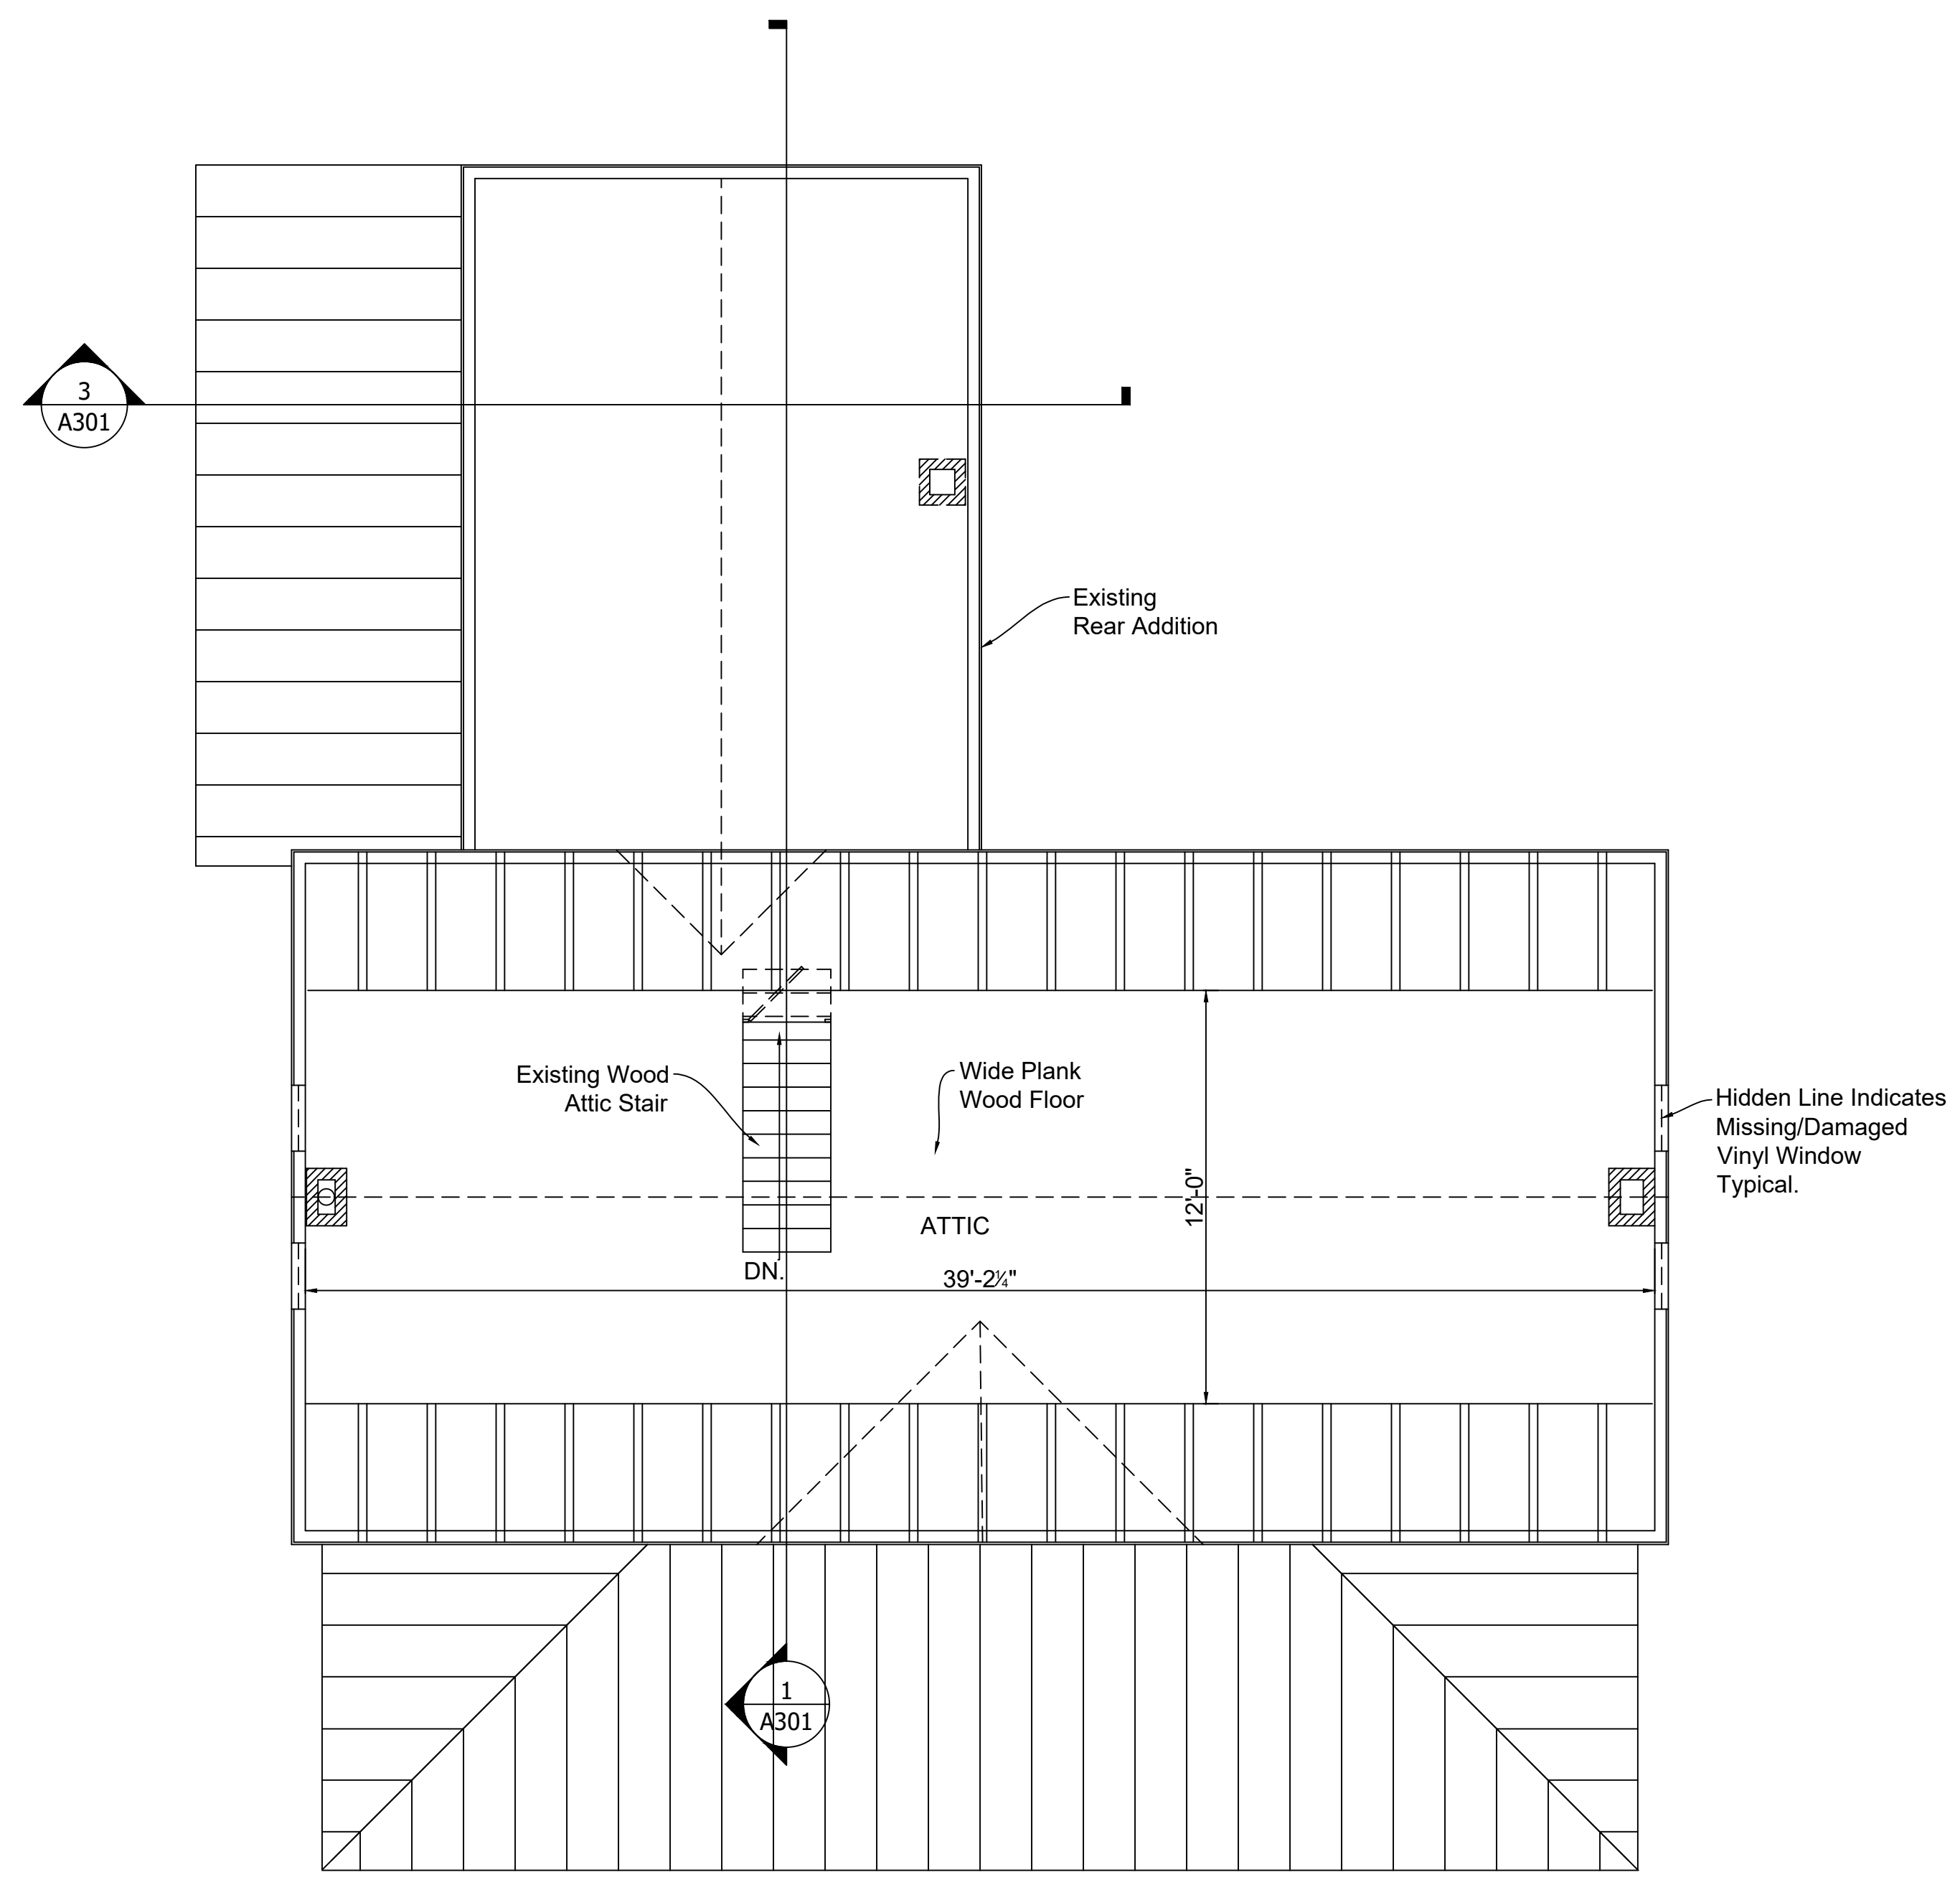 3
A301
Existing
Rear Addition
Existing Wood
Attic Stair
Wide Plank
Wood Floor
Hidden Line Indicates
Missing/Damaged
Vinyl Window
Typical.
12'-0"
ATTIC
DN.
39'-2¼"
1
A301